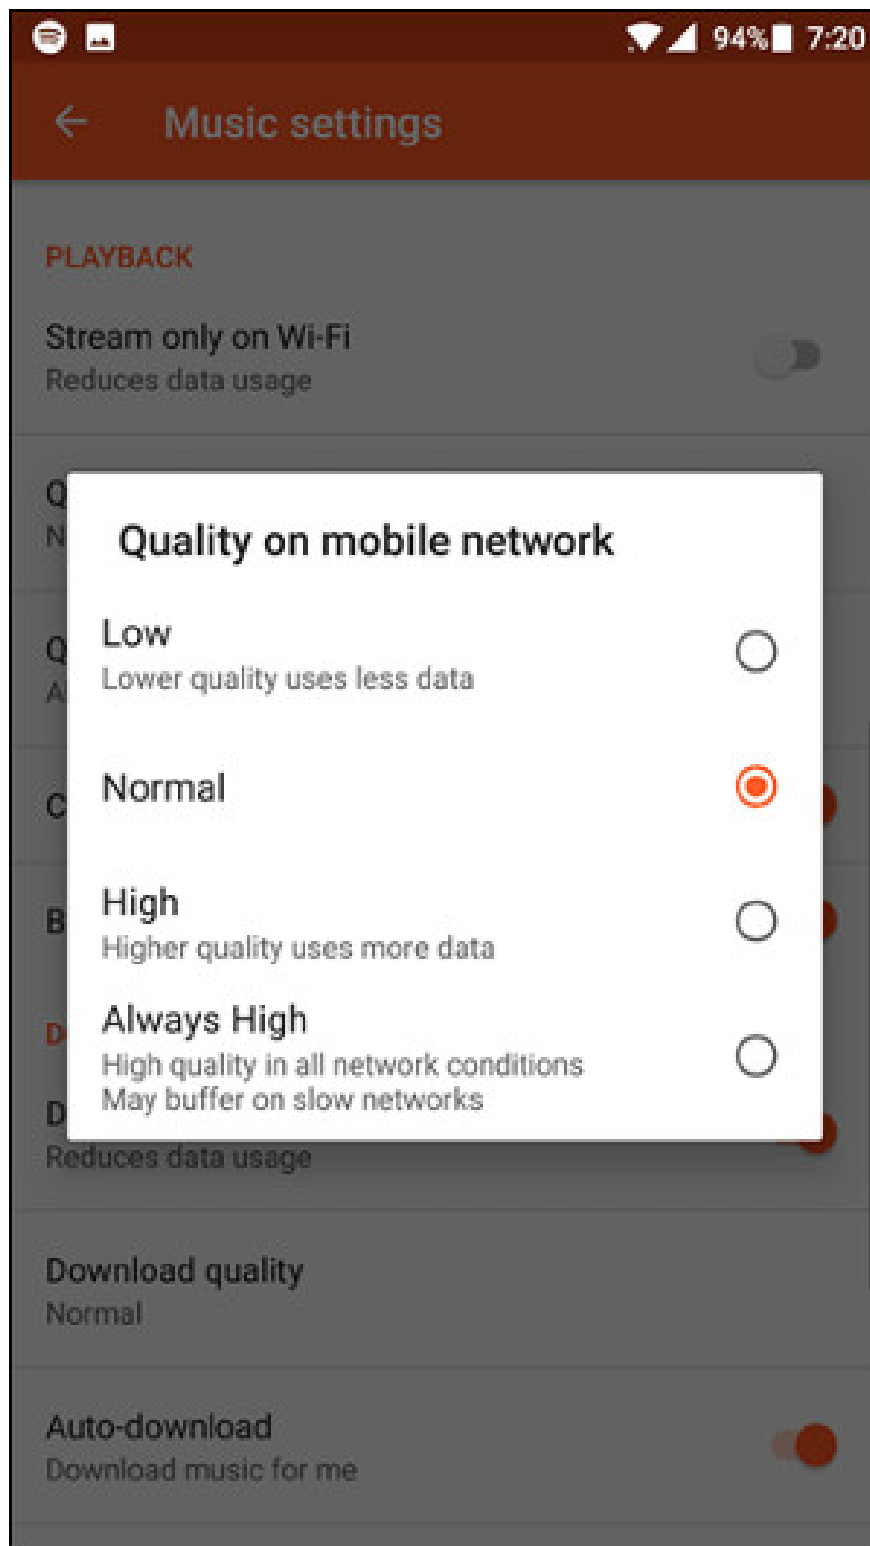 94% 7:20
Music settings
PLAYBACK
Stream only on Wi-Fi
Reduces data usage
Q
N
Quality on mobile network
Low
Lower quality uses less data
Q
A
Normal
C
High
Higher quality uses more data
B
Always High
High quality in all network conditions
May buffer on slow networks
D
D
Reduces data usage
Download quality
Normal
Auto-download
Download music for me